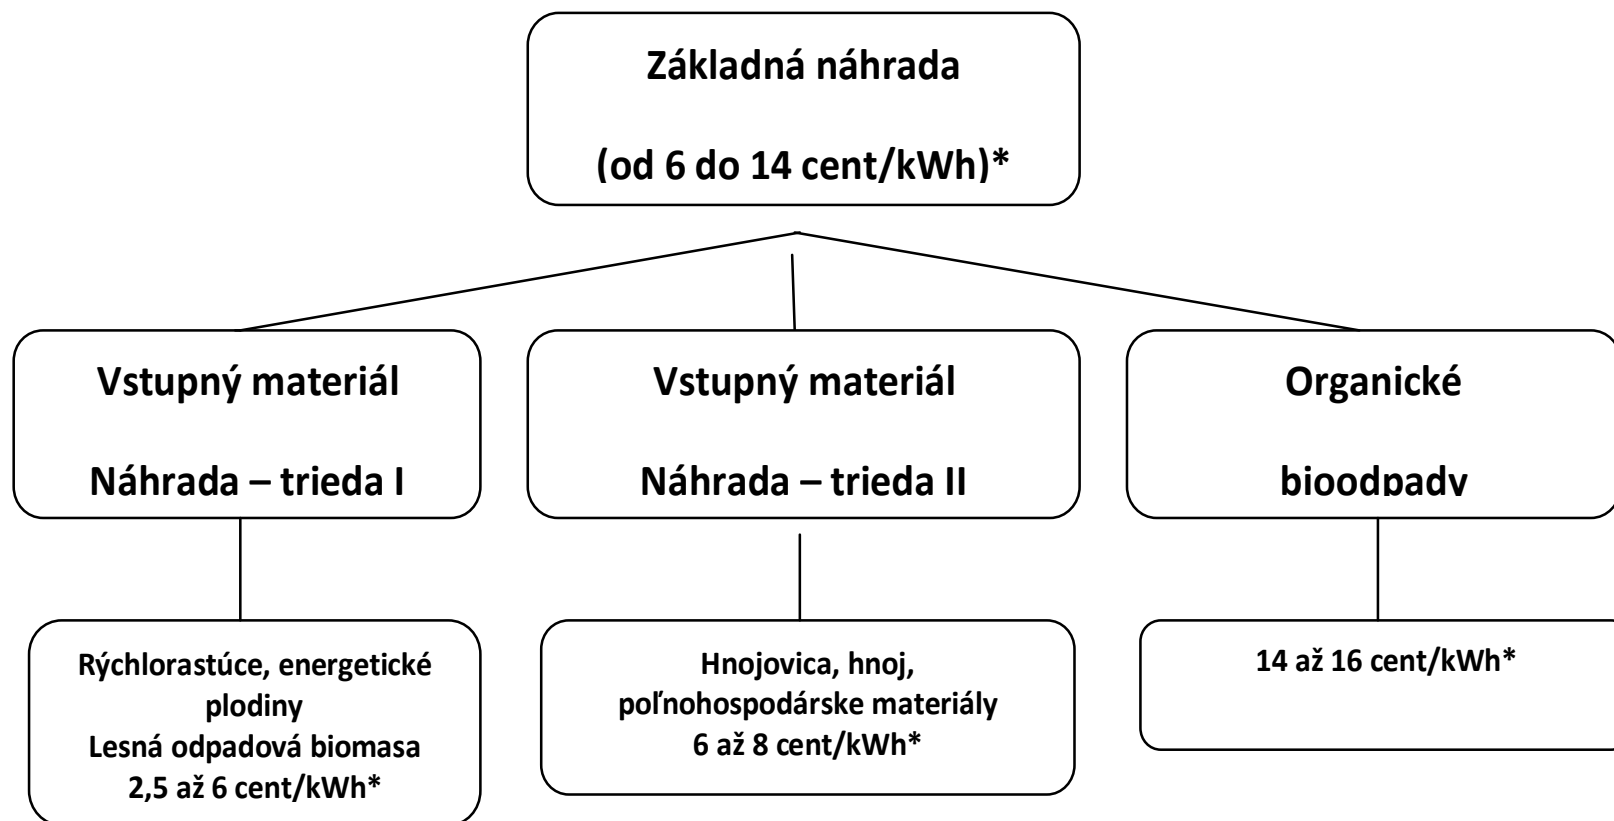 Základná náhrada
(od 6 do 14 cent/kWh)*
Vstupný materiál
Náhrada – trieda I
Vstupný materiál
Náhrada – trieda II
Organické
bioodpady
Rýchlorastúce, energetické
plodiny
Lesná odpadová biomasa
2,5 až 6 cent/kWh*
Hnojovica, hnoj,
poľnohospodárske materiály
6 až 8 cent/kWh*
14 až 16 cent/kWh*